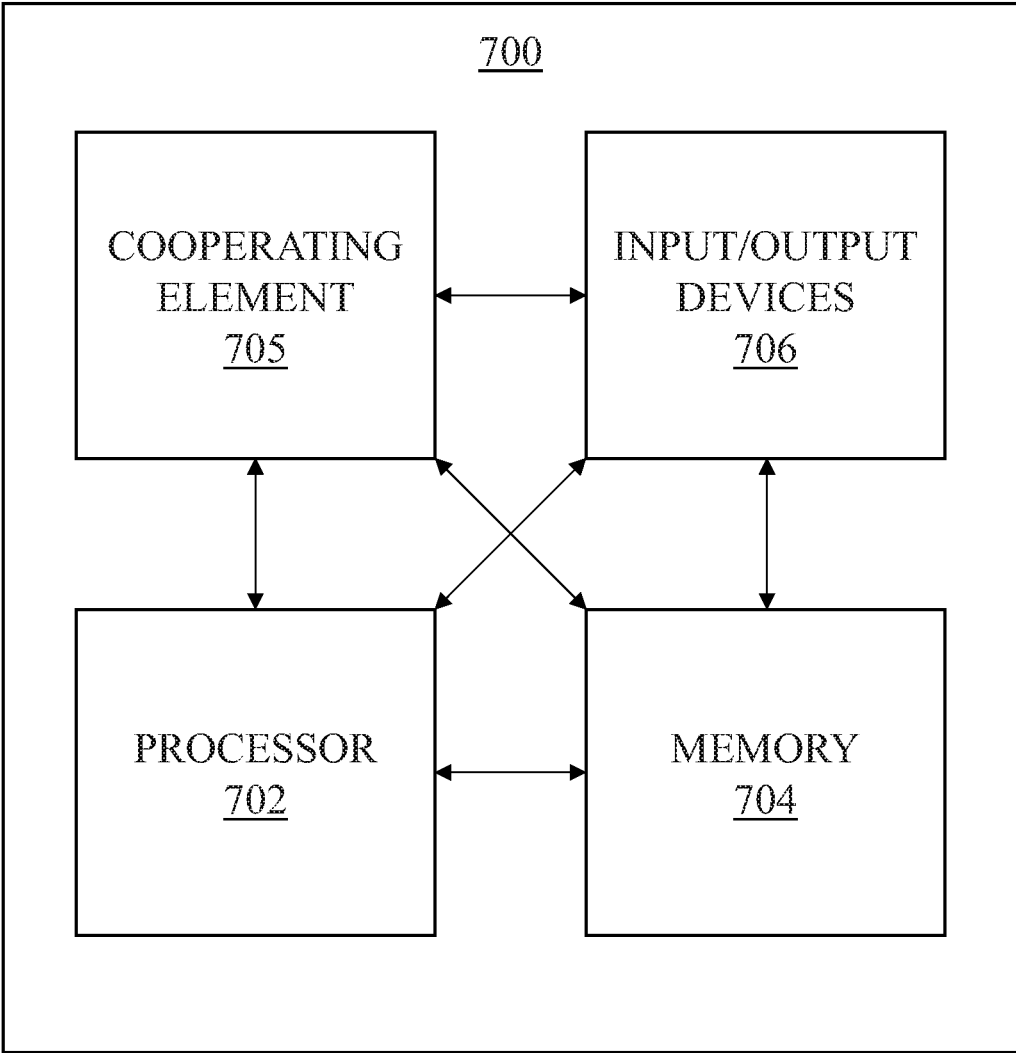 700
COOPERATING
ELEMENT
705
INPUT/OUTPUT
DEVICES
706
PROCESSOR
702
MEMORY
704